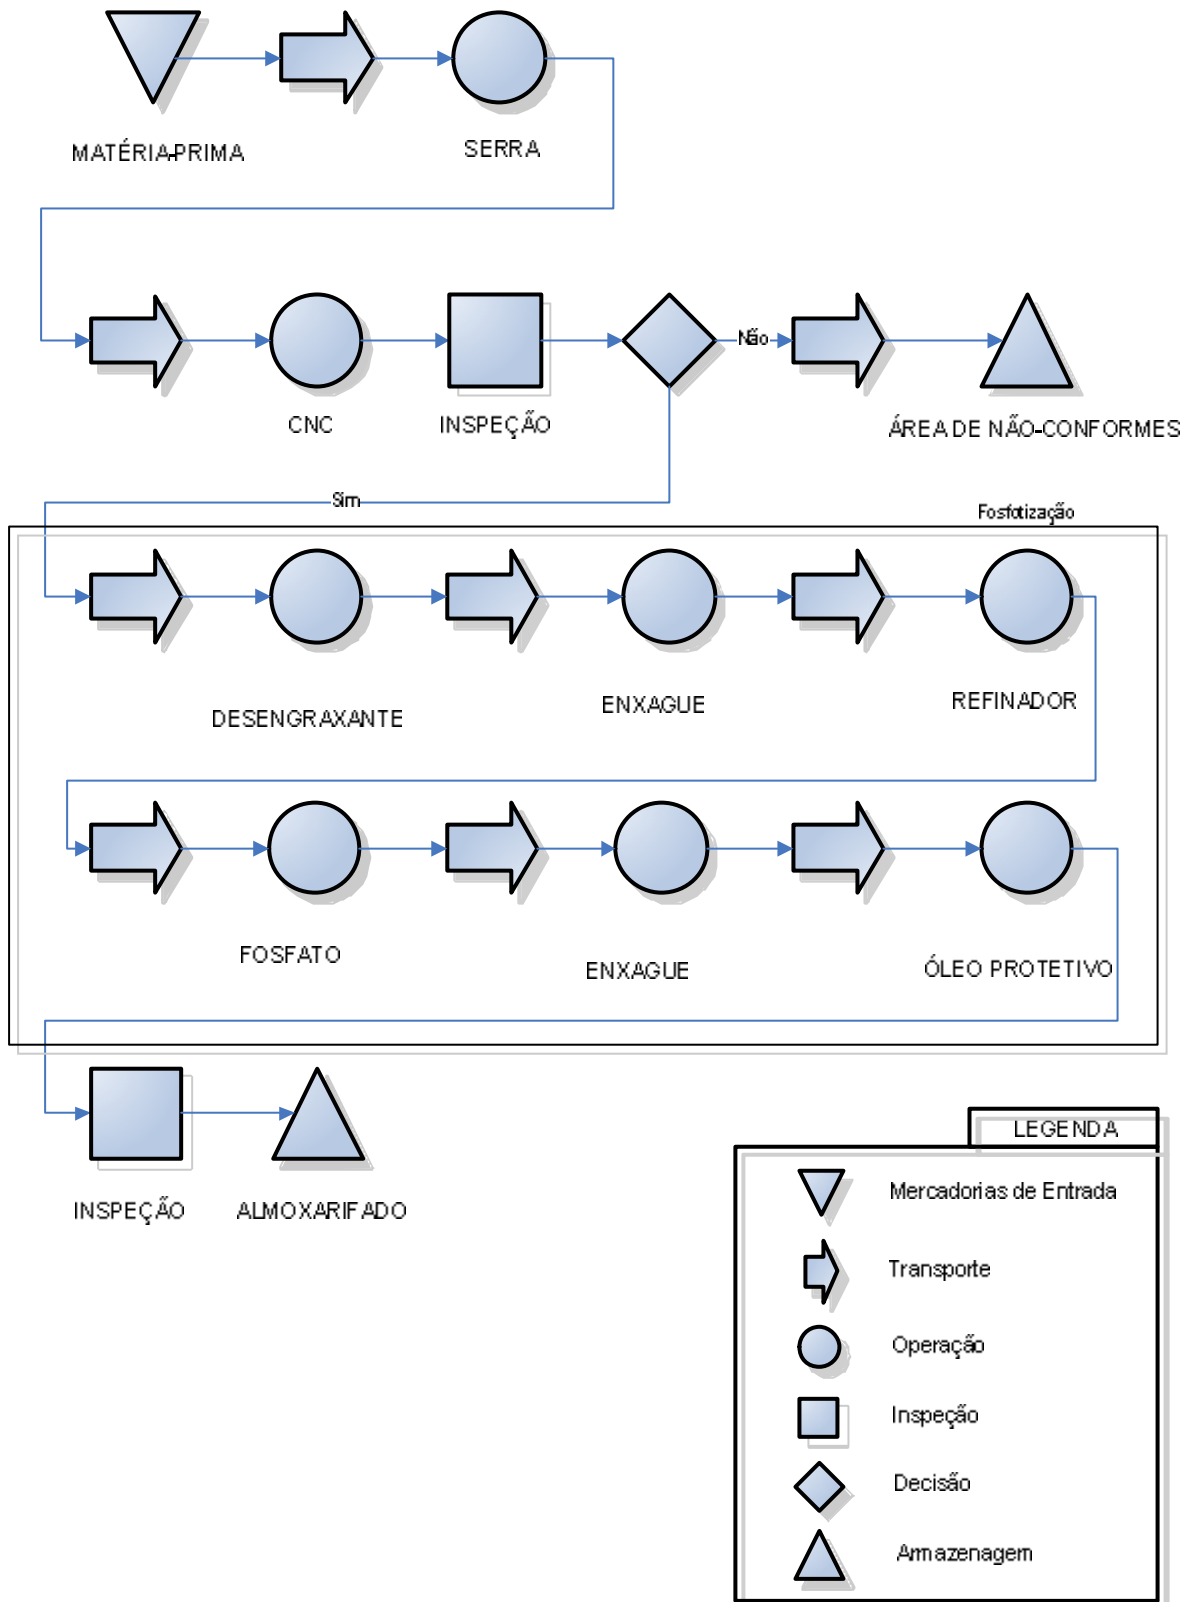 MATÉRIA-PRIMA
SERRA
Não
CNC
INSPEÇÃO
ÁREA DE NÃO-CONFORMES
Sim
Fosfotização
DESENGRAXANTE
ENXAGUE
REFINADOR
FOSFATO
ENXAGUE
ÓLEO PROTETIVO
INSPEÇÃO
ALMOXARIFADO
LEGENDA
Mercadorias de Entrada
Transporte
Operação
Inspeção
Decisão
Armazenagem